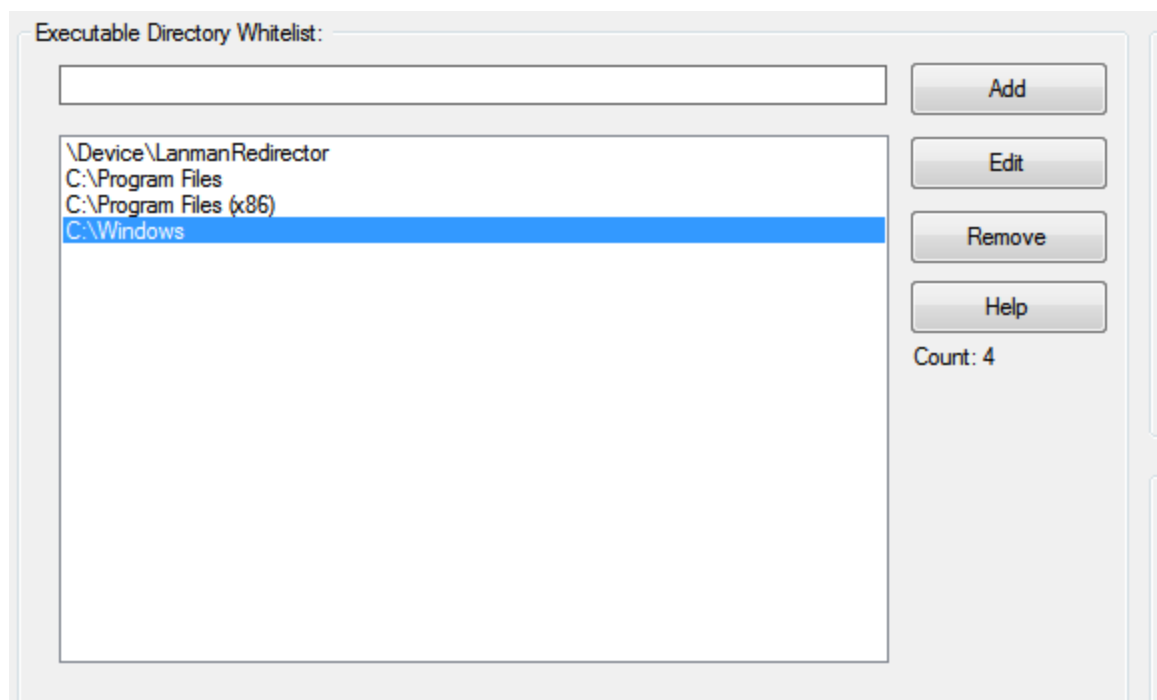 Executable Directory Whitelist:
Add
\Device\LanmanRedirector
C:\Program Files
C:\Program Files (x86)
C:\Windows
Edit
Remove
Help
Count: 4